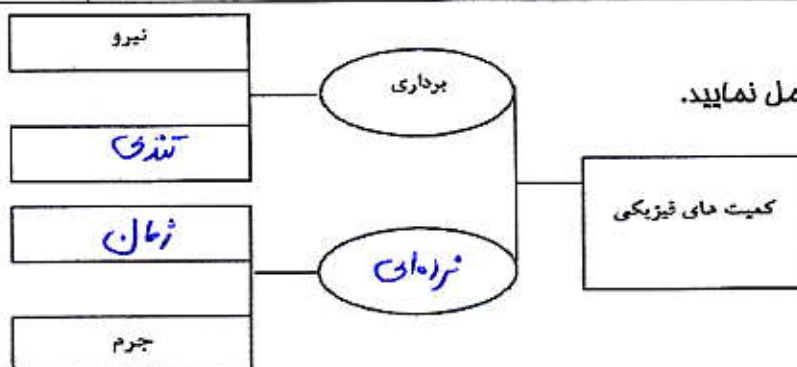 مل نمایید.
کمیت های فیزیکی
برداری
نیرو
تندی
نرده‌ای
زمان
جرم